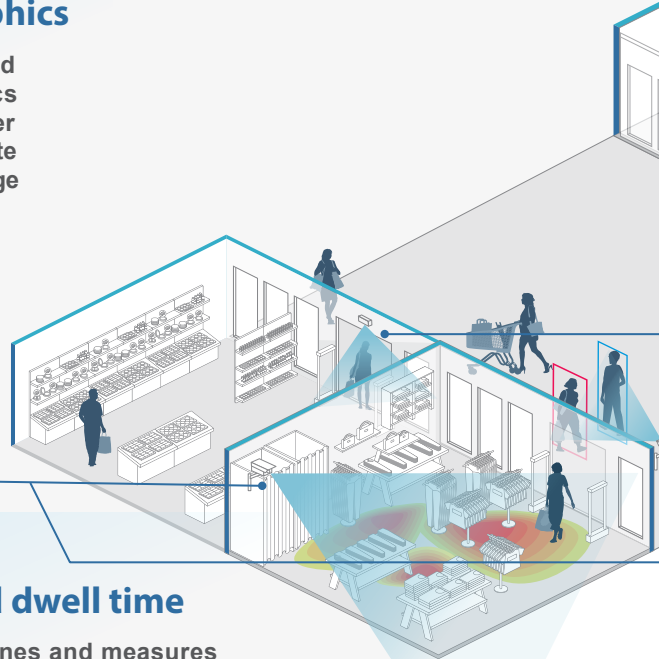 phics
d
cs
er
te
ge
l dwell time
nes and measures